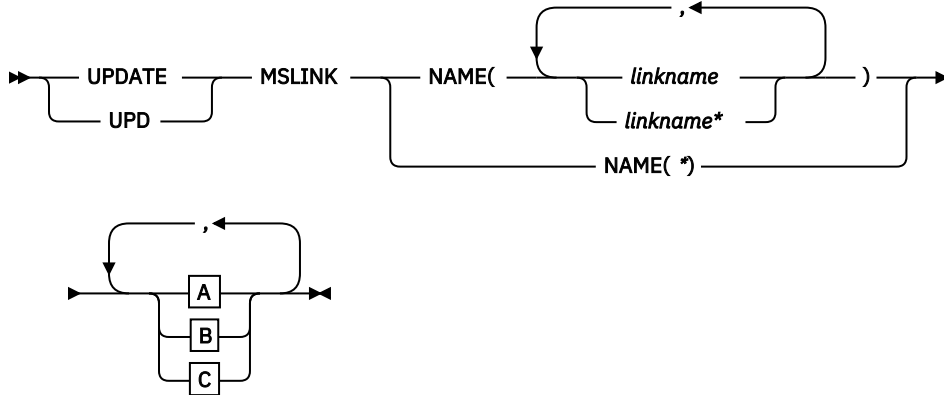 ,
UPDATE MSLINK NAME( linkname )
UPD linkname*
NAME( *)
,
A
B
C